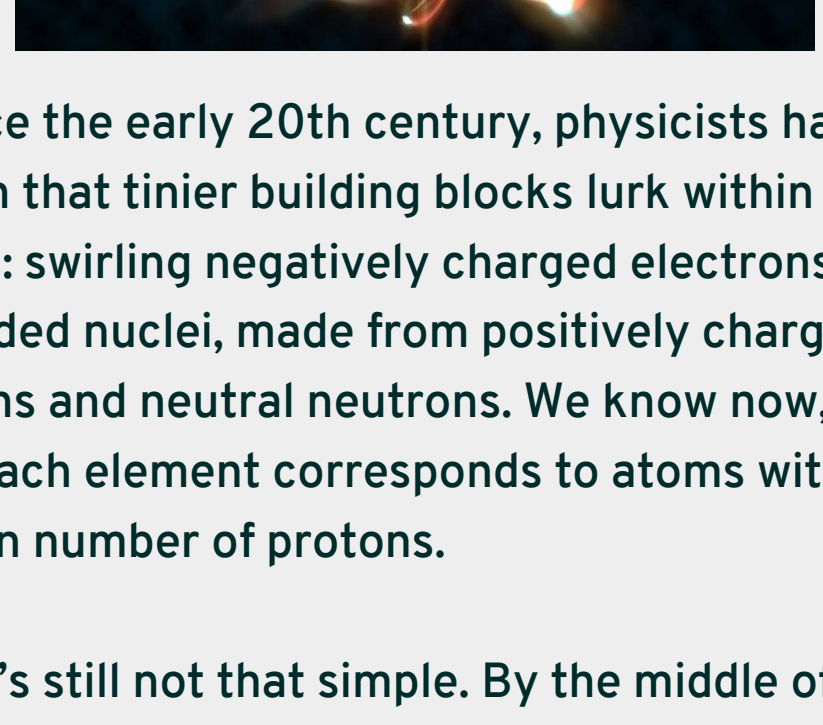 ce the early 20th century, physicists ha
n that tinier building blocks lurk within
: swirling negatively charged electrons
ded nuclei, made from positively charg
ns and neutral neutrons. We know now,
ach element corresponds to atoms wit
n number of protons.
's still not that simple. By the middle of